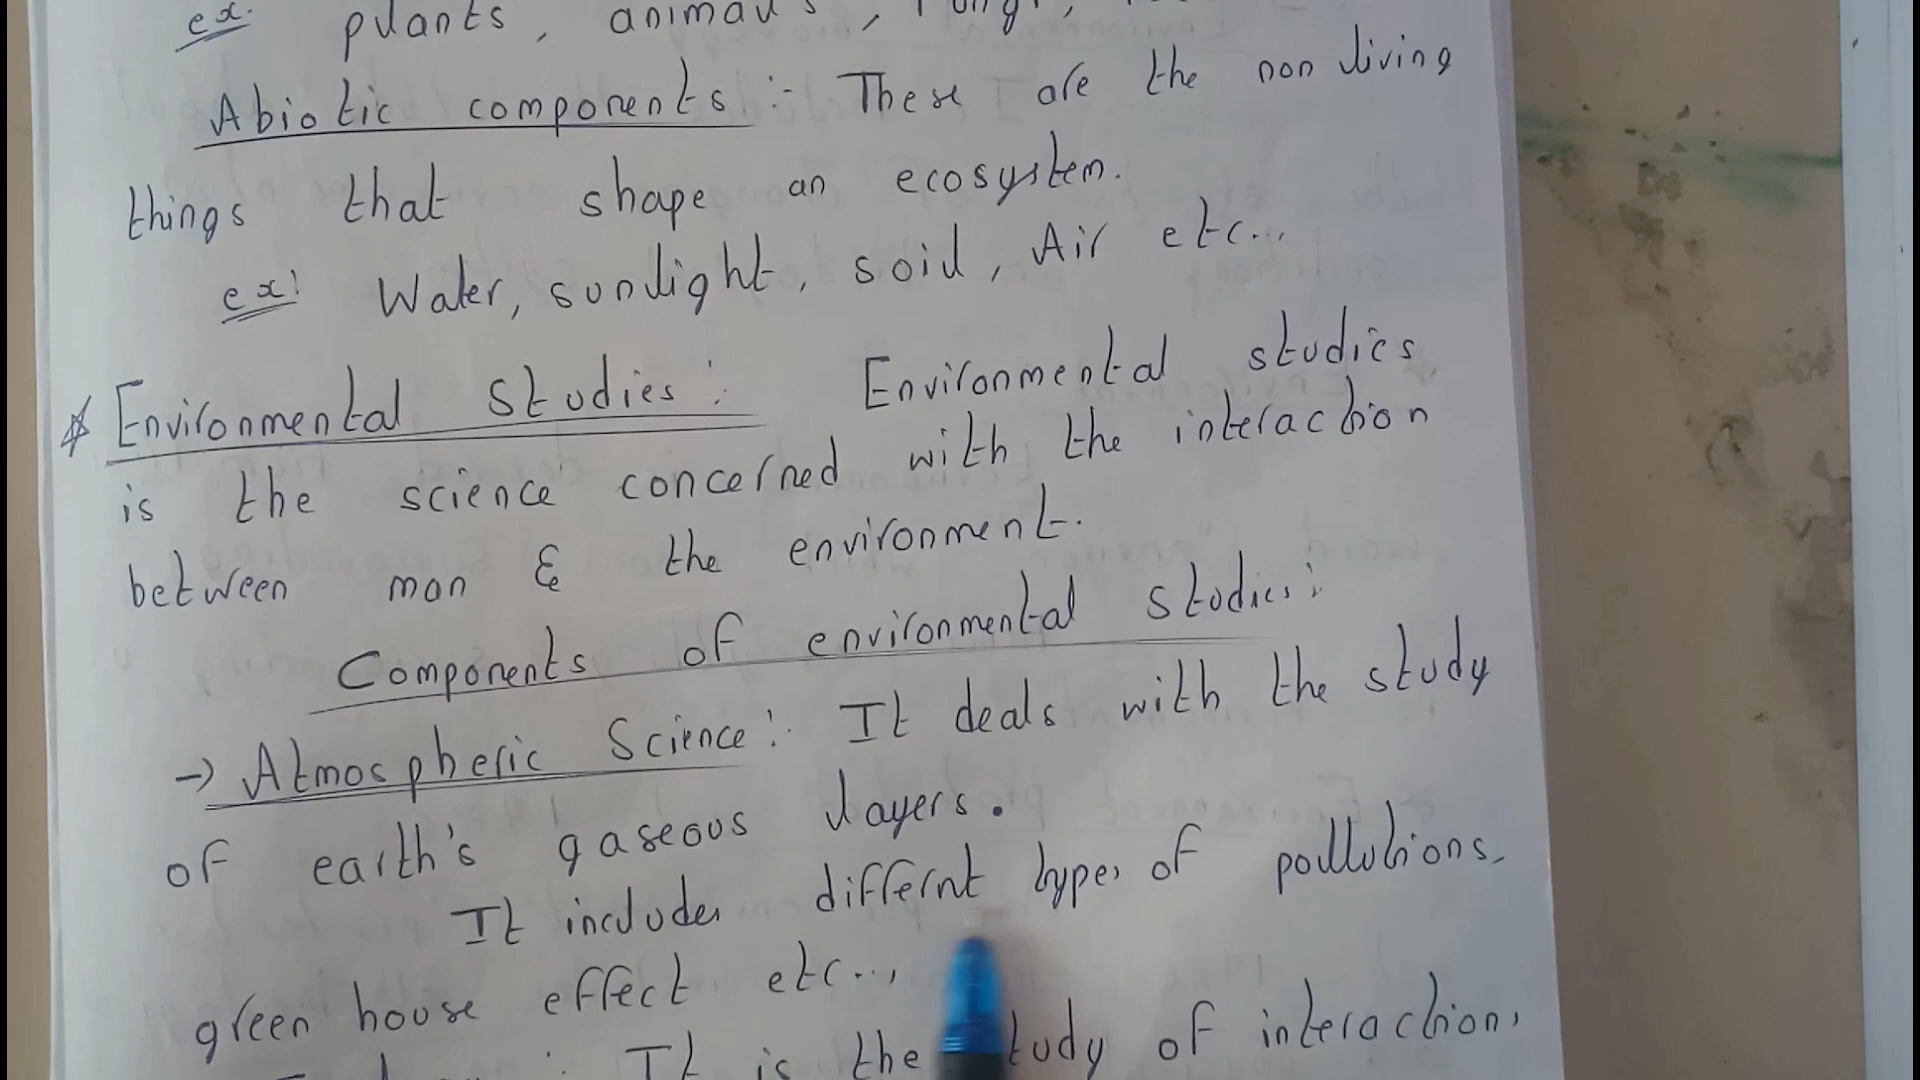 ex. plants, animals, fungi,
Abiotic components :- These are the non living
things that shape an ecosystem.
ex: Water, sunlight, soil, Air etc...
Environmental Studies: Environmental studies
is the science concerned with the interaction
between man & the environment.
Components of environmental studies:
→ Atmospheric Science: It deals with the study
of earth's gaseous layers.
It includes differnt types of pollutions.
green house effect etc...
: It is the study of interactions